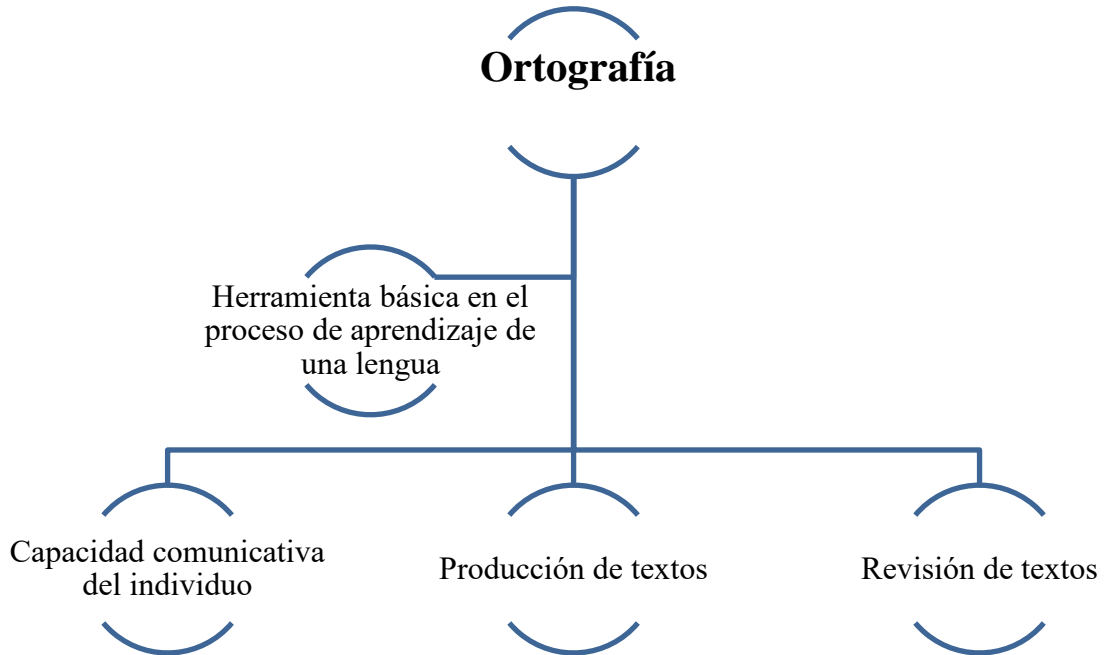 Ortografía
Herramienta básica en el
proceso de aprendizaje de
una lengua
Capacidad comunicativa
del individuo
Producción de textos
Revisión de textos